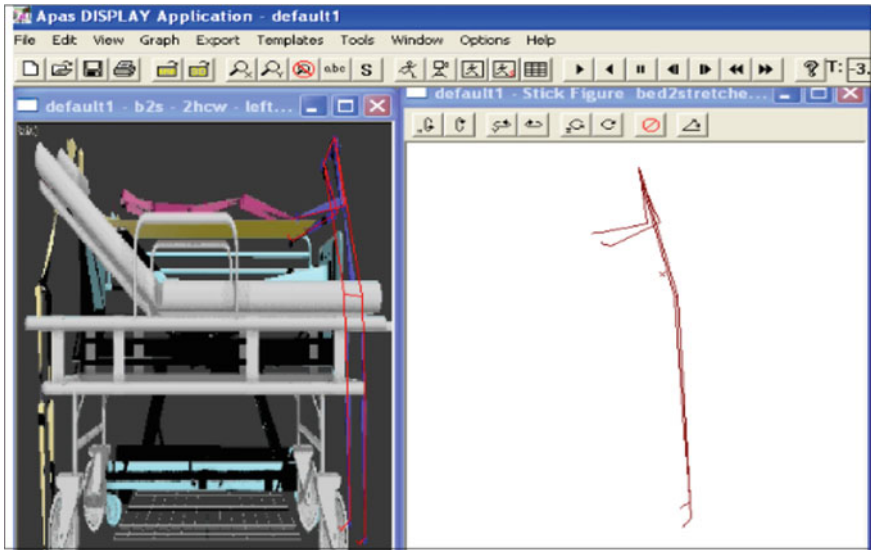 Apas DISPLAY Application - default1
File Edit View Graph Export Templates Tools Window Options Help
abc S T: -3.
default1 - b2s - 2hcw - left...
default1 - Stick Figure bed2stretche...